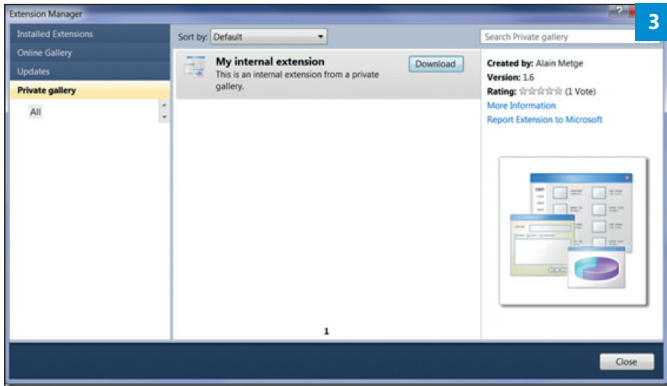 Extension Manager
?
3
Installed Extensions
Online Gallery
Updates
Private gallery
All
Sort by: Default
Search Private gallery
My internal extension
This is an internal extension from a private
gallery.
Download
Created by: Alain Metge
Version: 1.6
Rating: ☆☆☆☆☆ (1 Vote)
More Information
Report Extension to Microsoft
1
Close